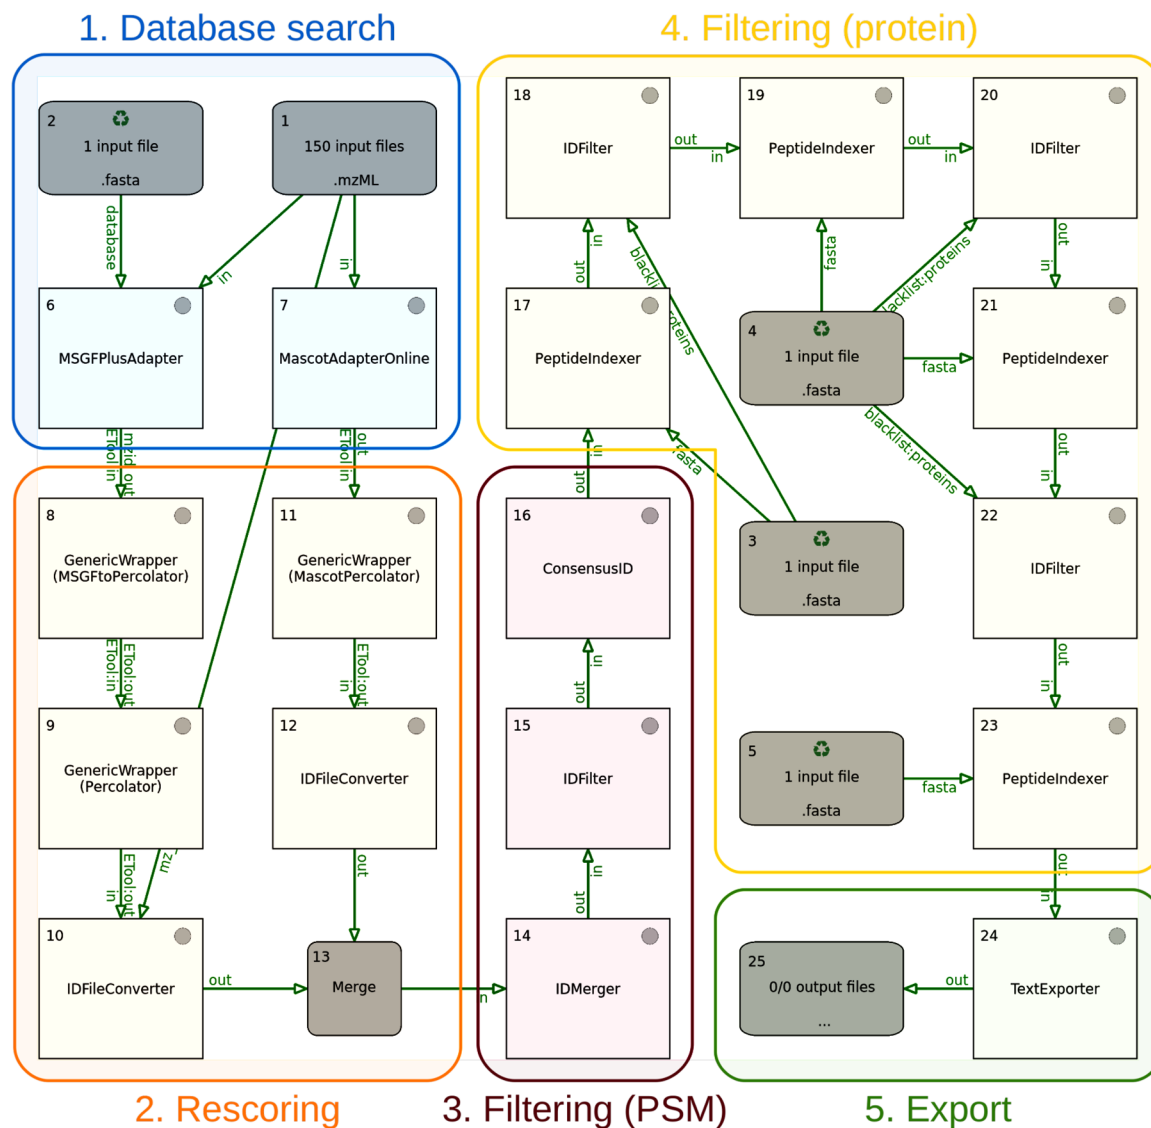 1. Database search
4. Filtering (protein)
2
1 input file
.fasta
1
150 input files
.mzML
database
in
in
6
MSGFPlusAdapter
7
MascotAdapterOnline
mzid_out
ETool:in
out
ETool:in
8
GenericWrapper
(MSGFtoPercolator)
11
GenericWrapper
(MascotPercolator)
ETool:out
ETool:in
ETool:out
in
9
GenericWrapper
(Percolator)
12
IDFileConverter
ETool:out
in
mz_
out
10
IDFileConverter
out
13
Merge
n
18
IDFilter
out
in
19
PeptideIndexer
out
in
20
IDFilter
in
out
fasta
lacklist:proteins
out
in
17
PeptideIndexer
4
1 input file
.fasta
fasta
21
PeptideIndexer
in
out
fasta
blacklist:proteins
out
in
16
ConsensusID
3
1 input file
.fasta
22
IDFilter
in
out
out
in
15
IDFilter
5
1 input file
.fasta
fasta
23
PeptideIndexer
in
out
out
in
14
IDMerger
25
0/0 output files
...
out
24
TextExporter
2. Rescoring
3. Filtering (PSM)
5. Export